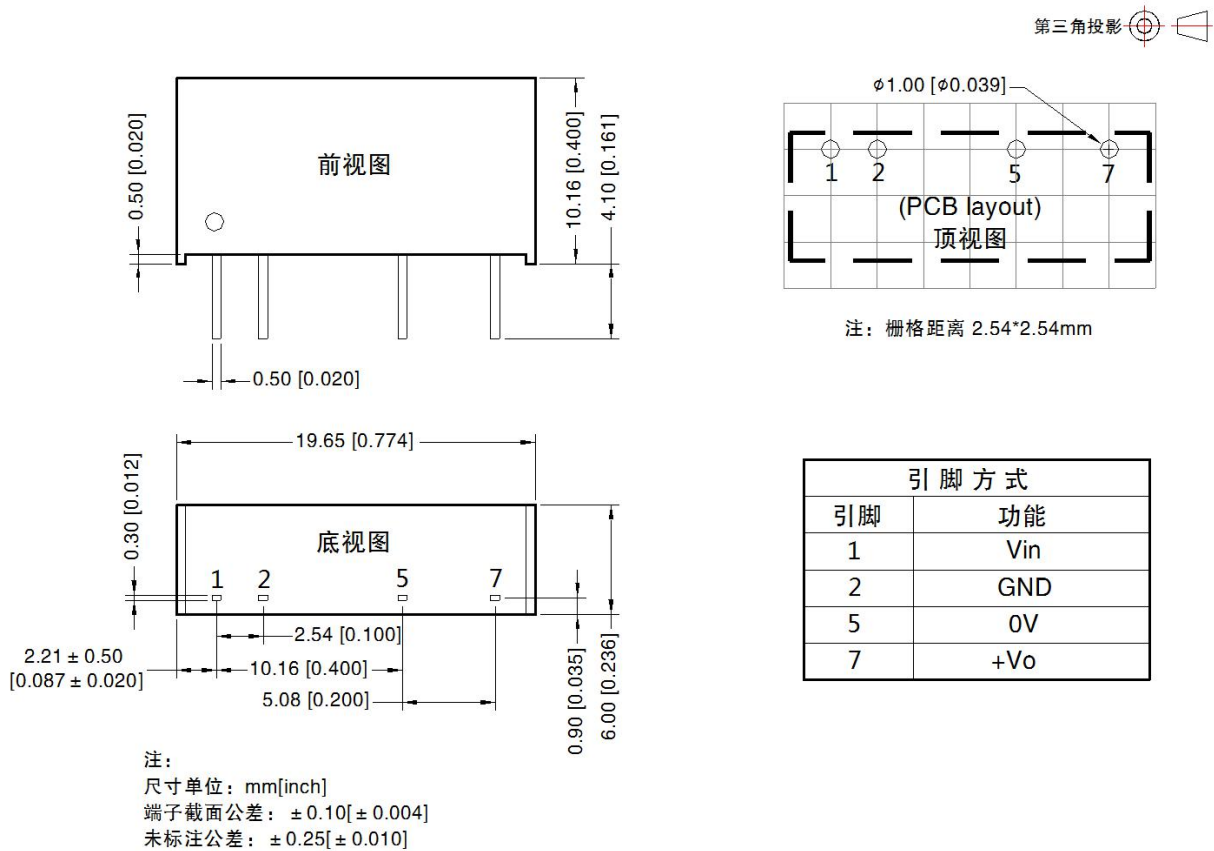 第三角投影
前视图
0.50 [0.020]
10.16 [0.400]
4.10 [0.161]
0.50 [0.020]
⌀1.00 [⌀0.039]
1 2 5 7
(PCB layout)
顶视图
注：栅格距离 2.54*2.54mm
19.65 [0.774]
0.30 [0.012]
底视图
1 2 5 7
2.54 [0.100]
2.21 ± 0.50
[0.087 ± 0.020]
10.16 [0.400]
5.08 [0.200]
0.90 [0.035]
6.00 [0.236]
引 脚 方 式
引脚 功能
1 Vin
2 GND
5 0V
7 +Vo
注：
尺寸单位：mm[inch]
端子截面公差：± 0.10[± 0.004]
未标注公差：± 0.25[± 0.010]